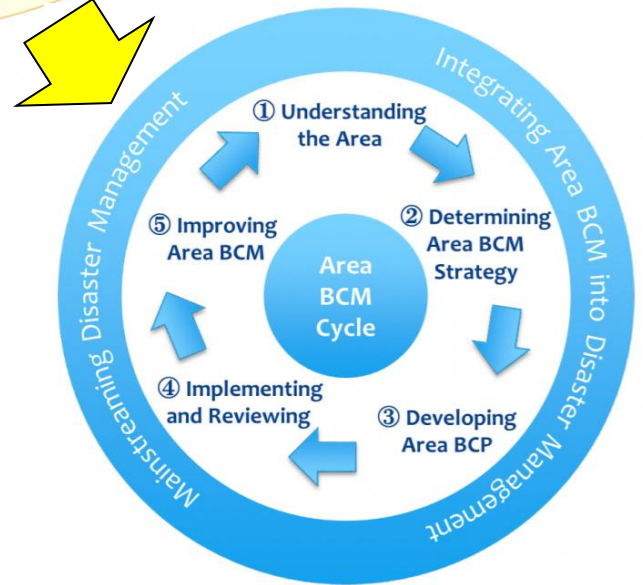 Mainstreaming Disaster Management
Integrating Area BCM into Disaster Management
① Understanding
the Area
② Determining
Area BCM
Strategy
③ Developing
Area BCP
④ Implementing
and Reviewing
⑤ Improving
Area BCM
Area
BCM
Cycle